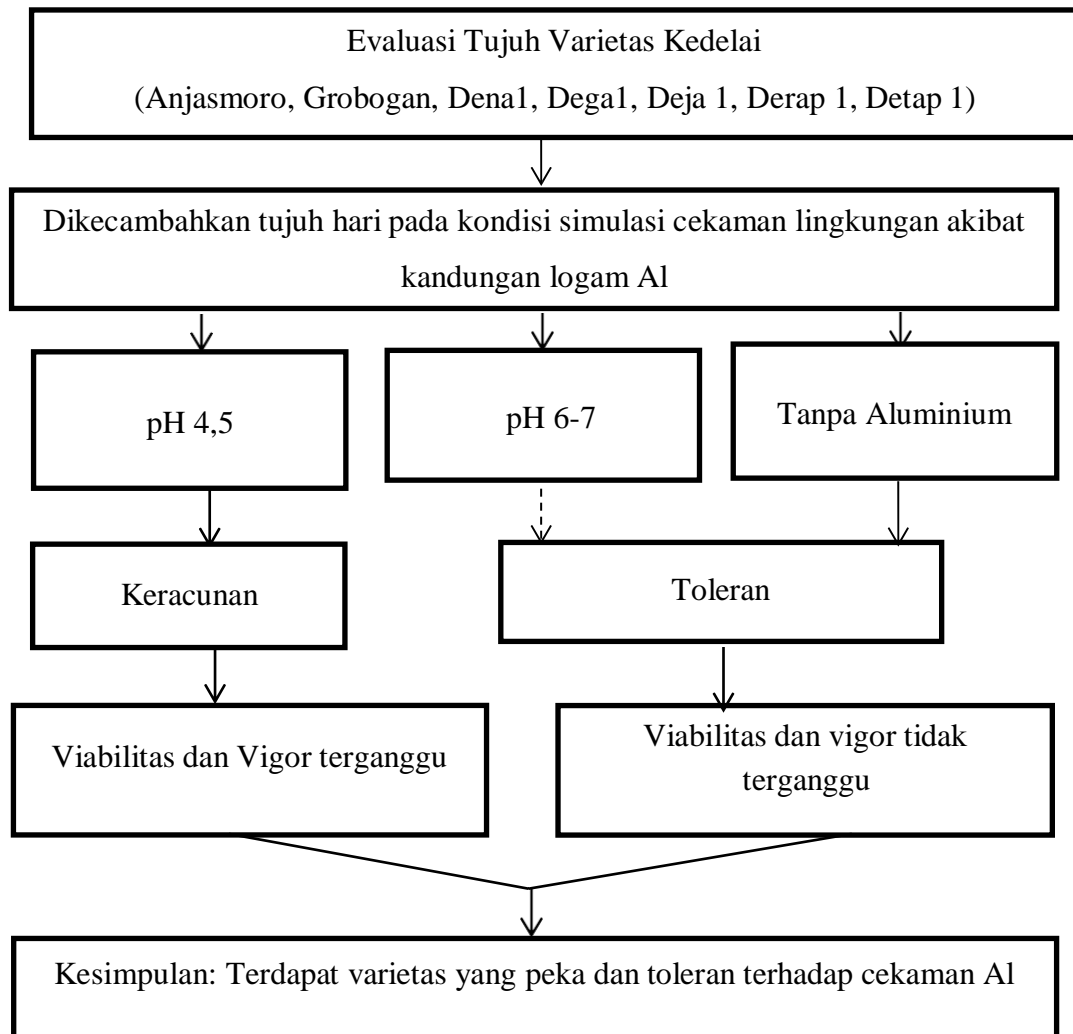 Evaluasi Tujuh Varietas Kedelai
(Anjasmoro, Grobogan, Dena1, Dega1, Deja 1, Derap 1, Detap 1)
Dikecambahkan tujuh hari pada kondisi simulasi cekaman lingkungan akibat
kandungan logam Al
pH 4,5
pH 6-7
Tanpa Aluminium
Keracunan
Toleran
Viabilitas dan Vigor terganggu
Viabilitas dan vigor tidak
terganggu
Kesimpulan: Terdapat varietas yang peka dan toleran terhadap cekaman Al